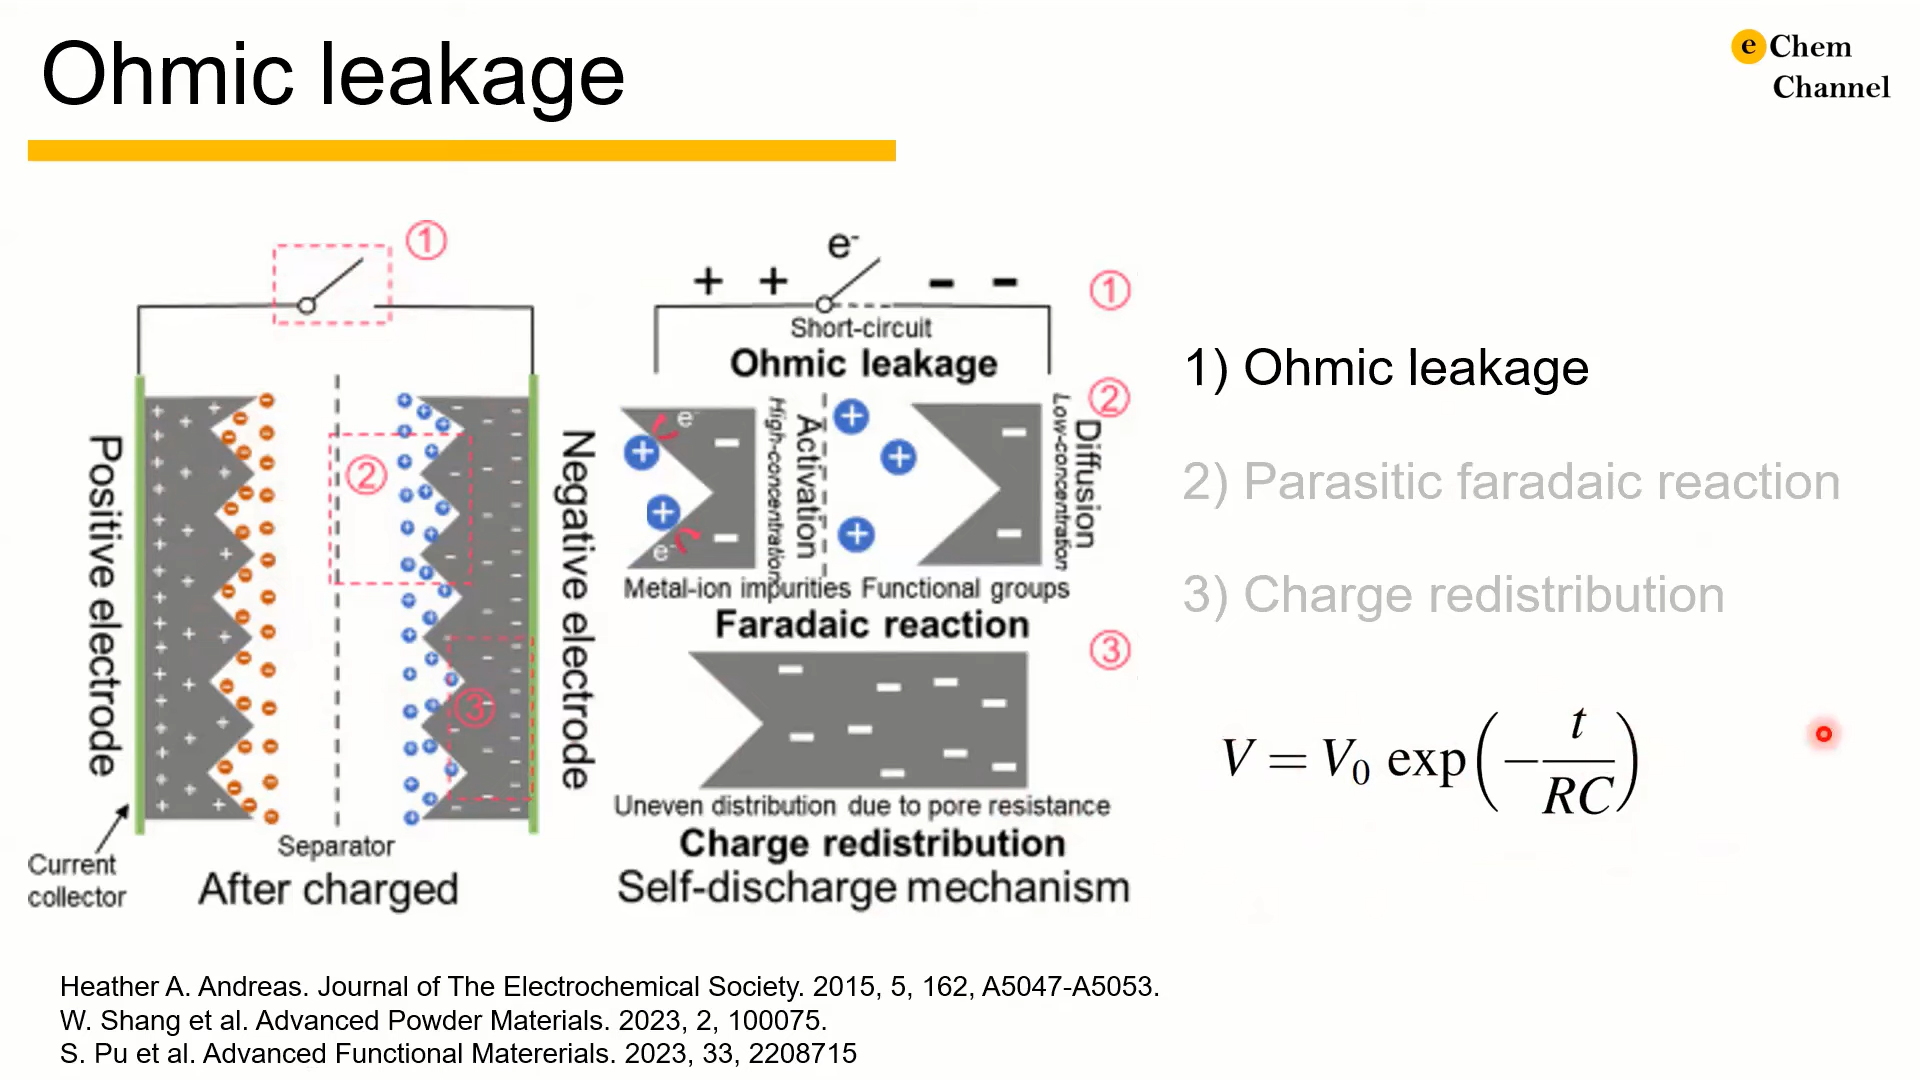 Ohmic leakage
e Chem
Channel
①
Positive electrode
②
③
Negative electrode
Current
collector
Separator
After charged
e⁻
+ + - -
①
Short-circuit
Ohmic leakage
②
e⁻
e⁻
High-concentration
Activation
Low-concentration
Diffusion
Metal-ion impurities Functional groups
Faradaic reaction
③
Uneven distribution due to pore resistance
Charge redistribution
Self-discharge mechanism
1) Ohmic leakage
2) Parasitic faradaic reaction
3) Charge redistribution
V = V₀ exp(−t/RC)
Heather A. Andreas. Journal of The Electrochemical Society. 2015, 5, 162, A5047-A5053.
W. Shang et al. Advanced Powder Materials. 2023, 2, 100075.
S. Pu et al. Advanced Functional Matererials. 2023, 33, 2208715